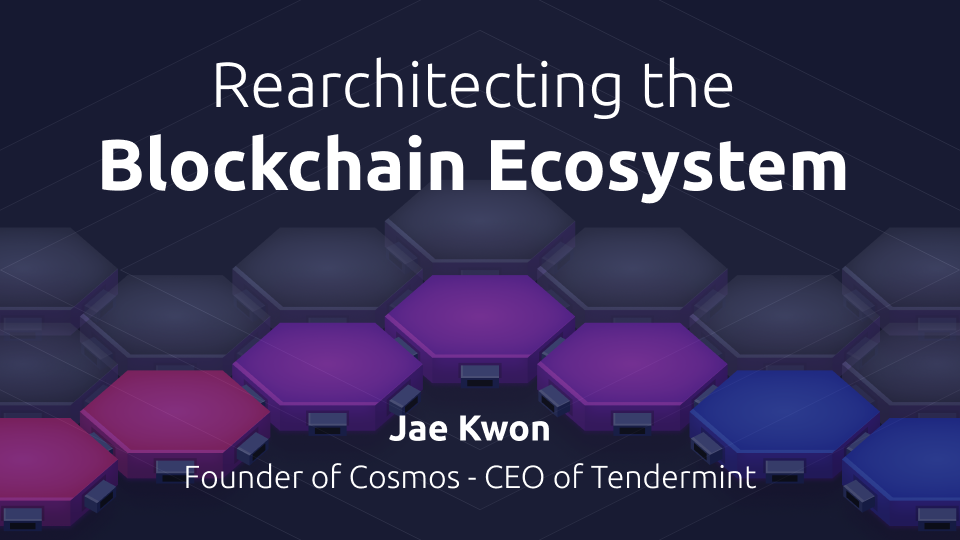 Rearchitecting the
Blockchain Ecosystem
Jae Kwon
Founder of Cosmos - CEO of Tendermint